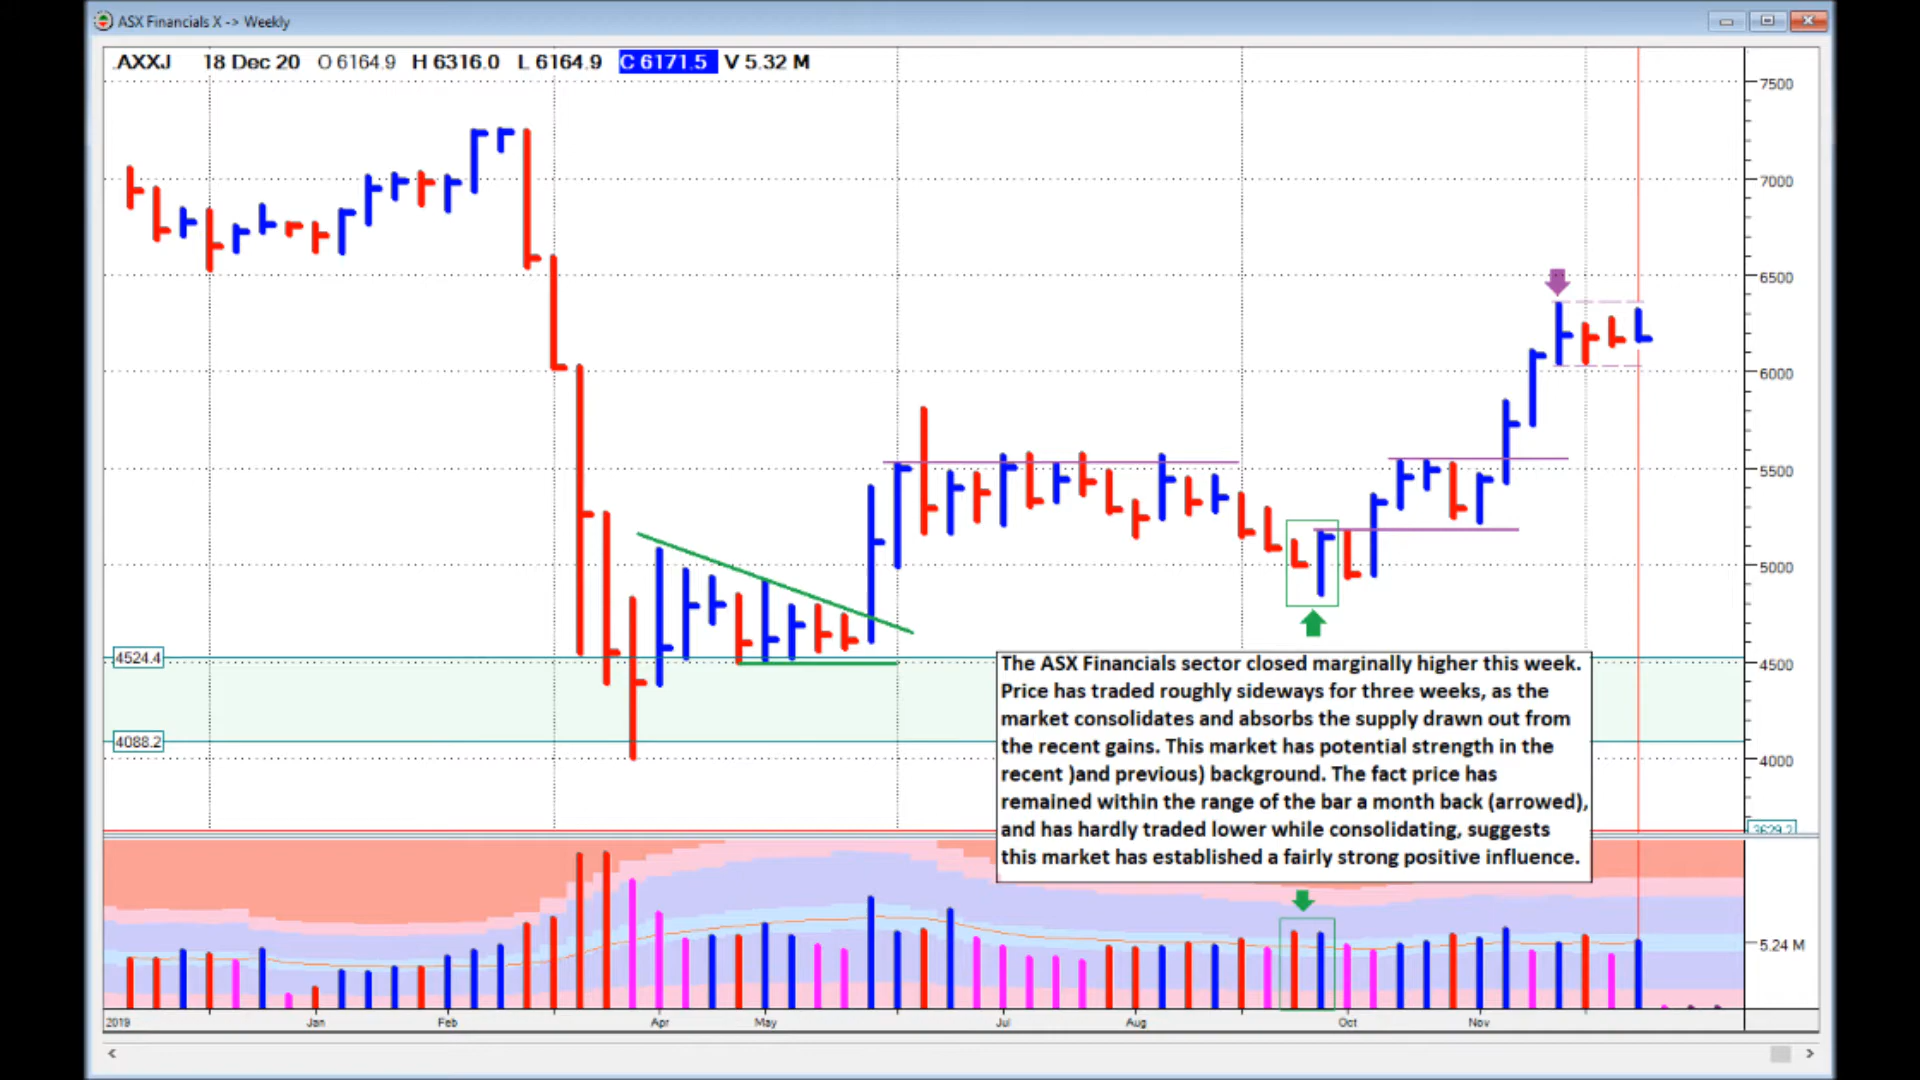 ASX Financials X -> Weekly
.AXXJ 18 Dec 20 O 6164.9 H 6316.0 L 6164.9 C 6171.5 V 5.32 M
7500
7000
6500
6000
5500
5000
4524.4
4500
4088.2
4000
3629.2
The ASX Financials sector closed marginally higher this week.
Price has traded roughly sideways for three weeks, as the
market consolidates and absorbs the supply drawn out from
the recent gains. This market has potential strength in the
recent )and previous) background. The fact price has
remained within the range of the bar a month back (arrowed),
and has hardly traded lower while consolidating, suggests
this market has established a fairly strong positive influence.
5.24 M
2019 Jan Feb Apr May Jul Aug Oct Nov